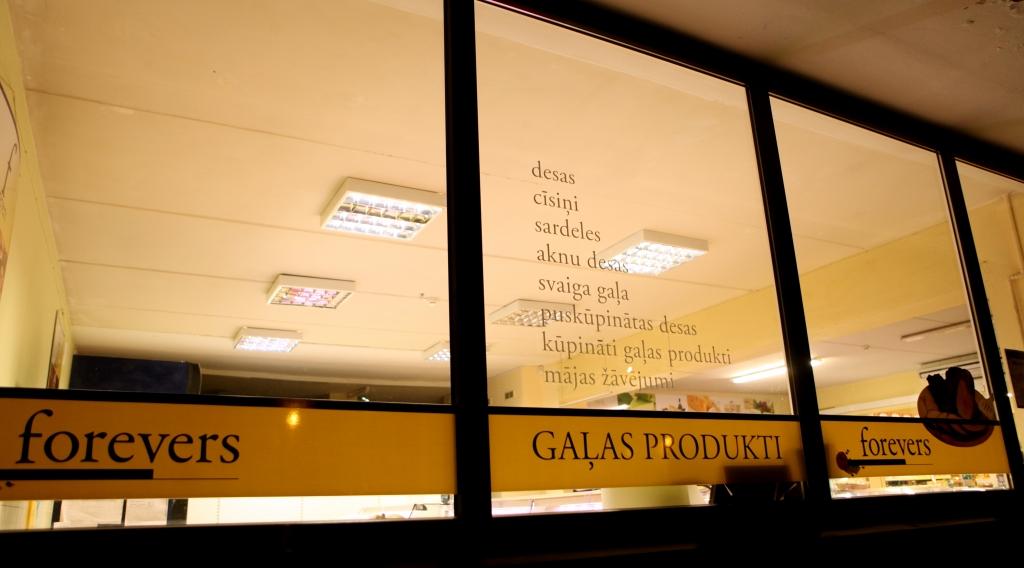 desas
cīsiņi
sardeles
aknu desas
svaiga gaļa
puskūpinātas desas
kūpināti gaļas produkti
mājas žāvējumi
forevers
GAĻAS PRODUKTI
forevers